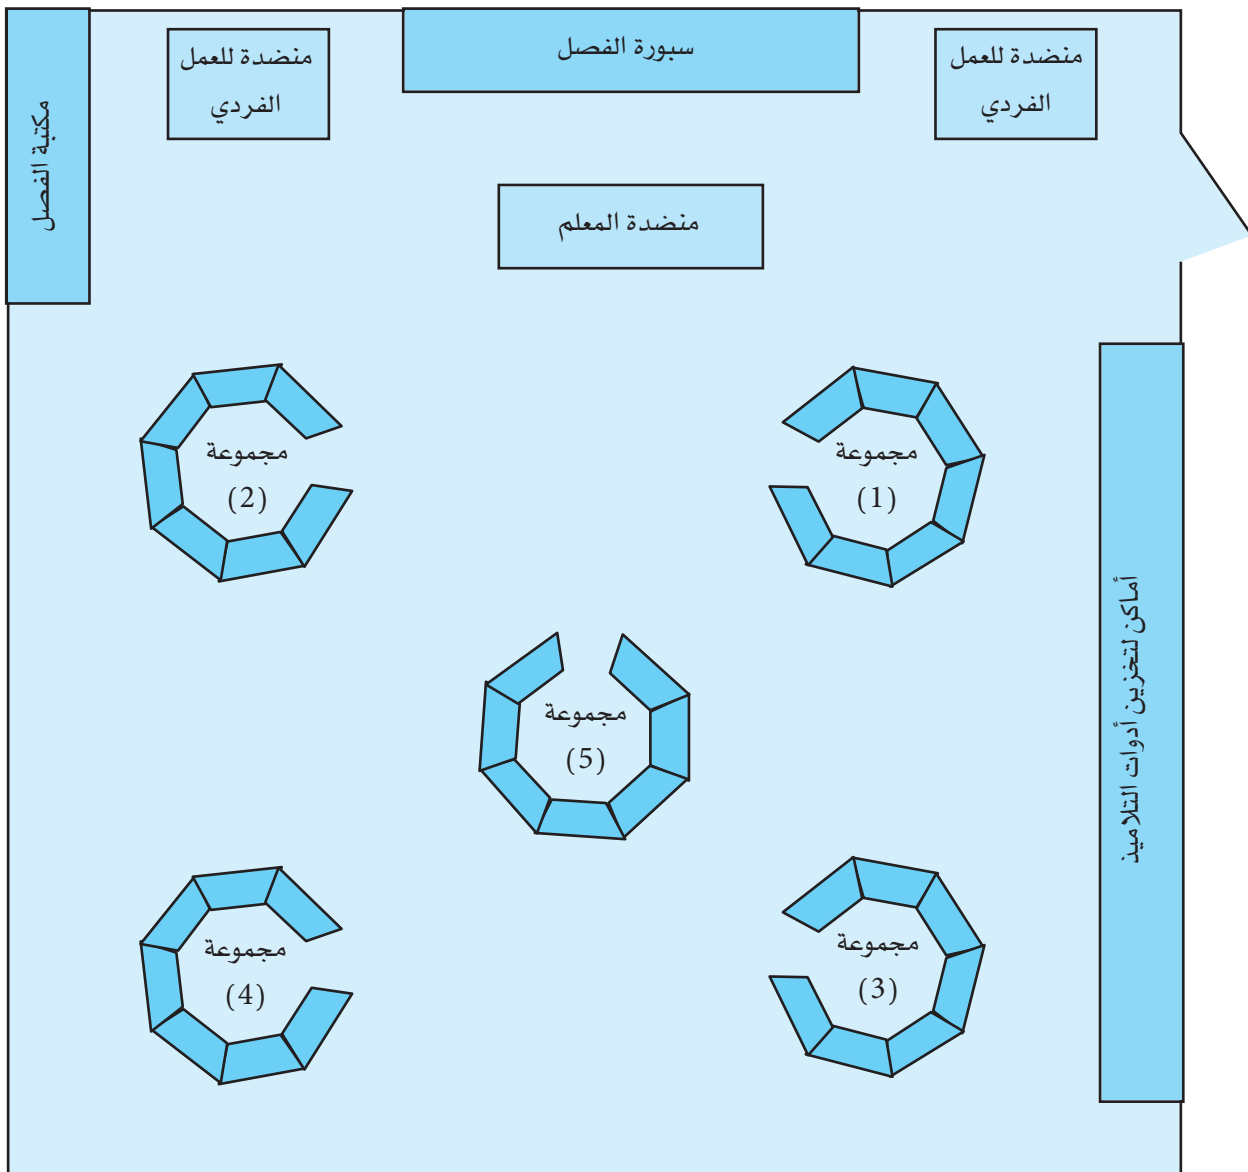 منضدة للعمل
الفردي
سبورة الفصل
منضدة للعمل
الفردي
مكتبة الفصل
منضدة المعلم
مجموعة
(1)
مجموعة
(2)
أماكن لتخزين أدوات التلاميذ
مجموعة
(5)
مجموعة
(3)
مجموعة
(4)